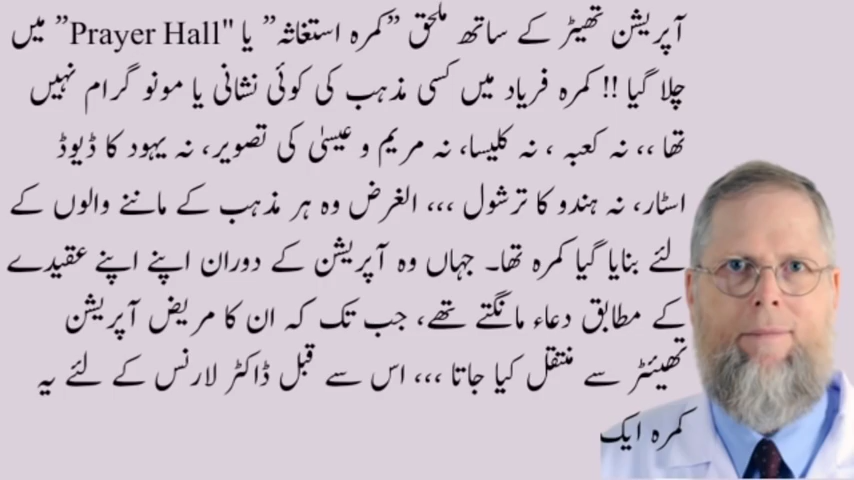 آپریشن تھیٹر کے ساتھ ملحق ”کمرہ استغاثہ” یا "Prayer Hall” میں
چلا گیا !! کمرہ فریاد میں کسی مذہب کی کوئی نشانی یا مونو گرام نہیں
تھا ،، نہ کعبہ ، نہ کلیسا، نہ مریم و عیسیٰ کی تصویر، نہ یہود کا ڈیوڈ
اسٹار، نہ ہندو کا ترشول ،،، الغرض وہ ہر مذہب کے ماننے والوں کے
لئے بنایا گیا کمرہ تھا۔ جہاں وہ آپریشن کے دوران اپنے اپنے عقیدے
کے مطابق دعاء مانگتے تھے، جب تک کہ ان کا مریض آپریشن
تھیئٹر سے منتقل کیا جاتا ،،، اس سے قبل ڈاکٹر لارنس کے لئے یہ
کمرہ ایک